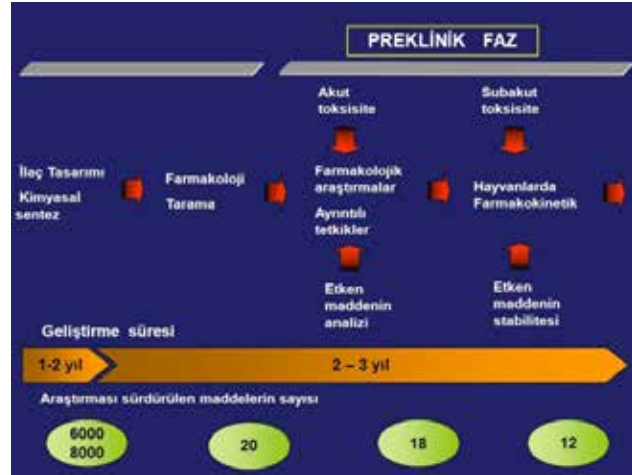 PREKLİNİK FAZ
Akut
toksisite
Subakut
toksisite
İlaç Tasarımı
Kimyasal
sentez
Farmakoloji
Tarama
Farmakolojik
araştırmalar
Ayrıntılı
tetkikler
Hayvanlarda
Farmakokinetik
Etken
maddenin
analizi
Etken
maddenin
stabilitesi
Geliştirme süresi
1-2 yıl
2 – 3 yıl
Araştırması sürdürülen maddelerin sayısı
6000
8000
20
18
12